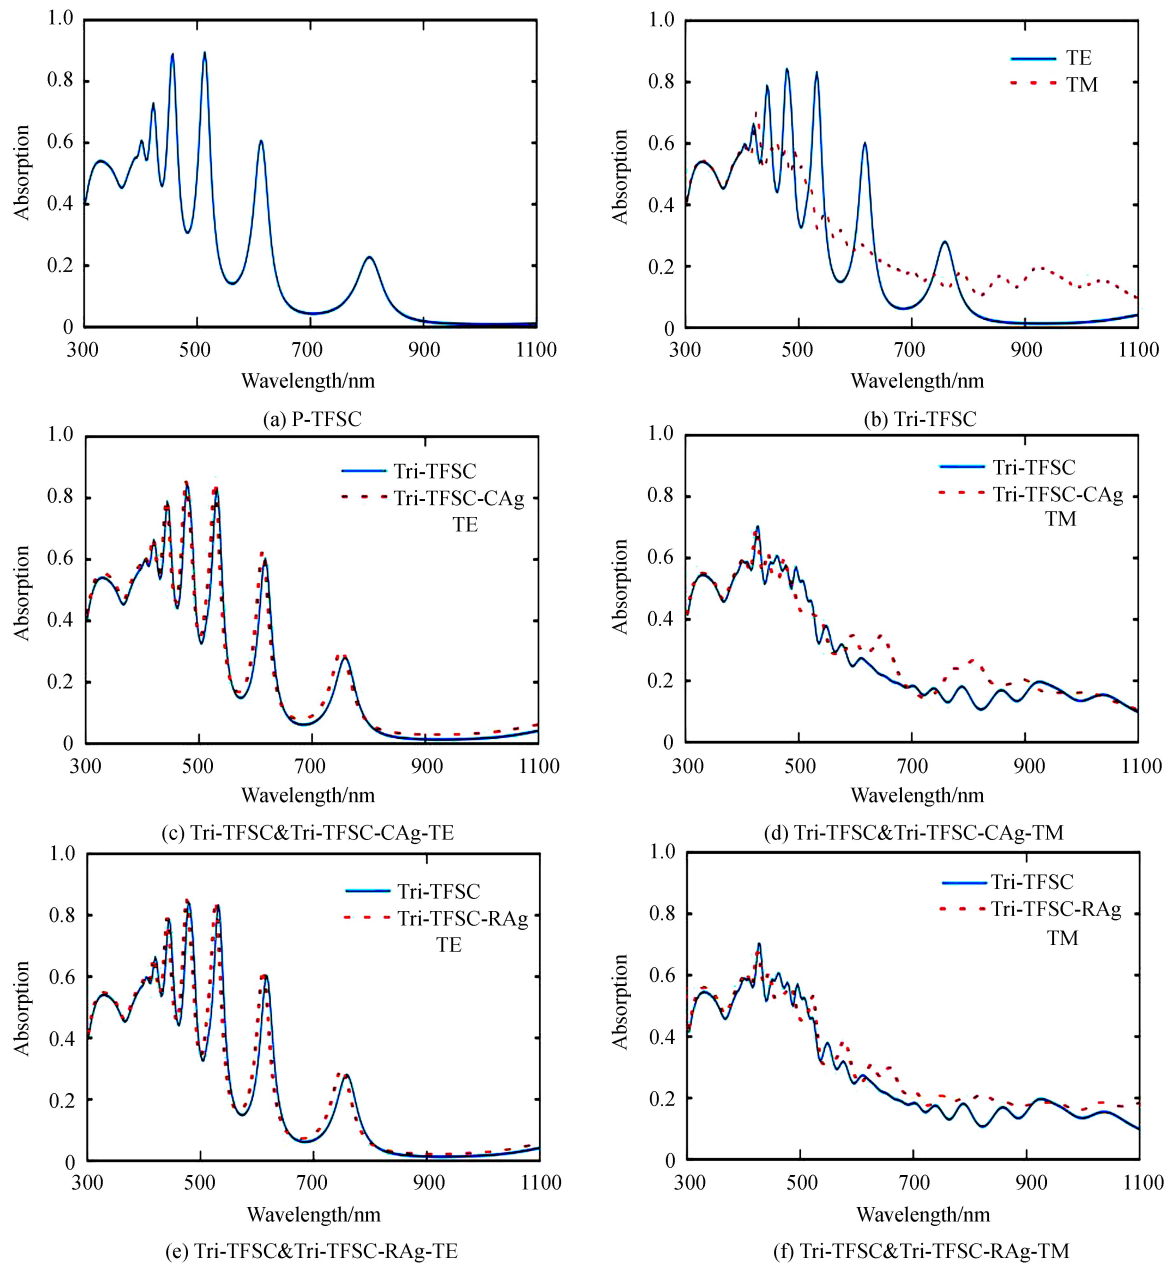 1.0
0.8
0.6
0.4
0.2
0
300 500 700 900 1100
Absorption
Wavelength/nm
(a) P-TFSC
1.0
0.8
0.6
0.4
0.2
0
300 500 700 900 1100
Absorption
TE
TM
Wavelength/nm
(b) Tri-TFSC
1.0
0.8
0.6
0.4
0.2
0
300 500 700 900 1100
Absorption
Tri-TFSC
Tri-TFSC-CAg
TE
Wavelength/nm
(c) Tri-TFSC&Tri-TFSC-CAg-TE
1.0
0.8
0.6
0.4
0.2
0
300 500 700 900 1100
Absorption
Tri-TFSC
Tri-TFSC-CAg
TM
Wavelength/nm
(d) Tri-TFSC&Tri-TFSC-CAg-TM
1.0
0.8
0.6
0.4
0.2
0
300 500 700 900 1100
Absorption
Tri-TFSC
Tri-TFSC-RAg
TE
Wavelength/nm
(e) Tri-TFSC&Tri-TFSC-RAg-TE
1.0
0.8
0.6
0.4
0.2
0
300 500 700 900 1100
Absorption
Tri-TFSC
Tri-TFSC-RAg
TM
Wavelength/nm
(f) Tri-TFSC&Tri-TFSC-RAg-TM